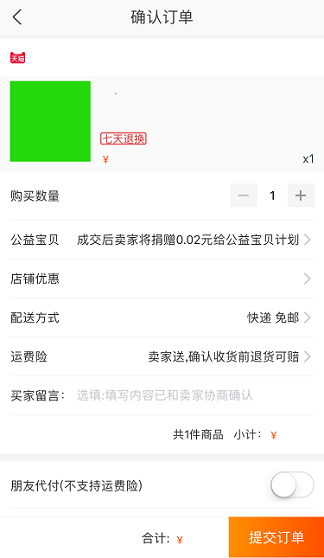 确认订单
天猫
七天退换
¥ x1
购买数量 — 1 +
公益宝贝 成交后卖家将捐赠0.02元给公益宝贝计划
店铺优惠
配送方式 快递 免邮
运费险 卖家送,确认收货前退货可赔
买家留言: 选填:填写内容已和卖家协商确认
共1件商品 小计: ¥
朋友代付(不支持运费险)
合计: ¥ 提交订单